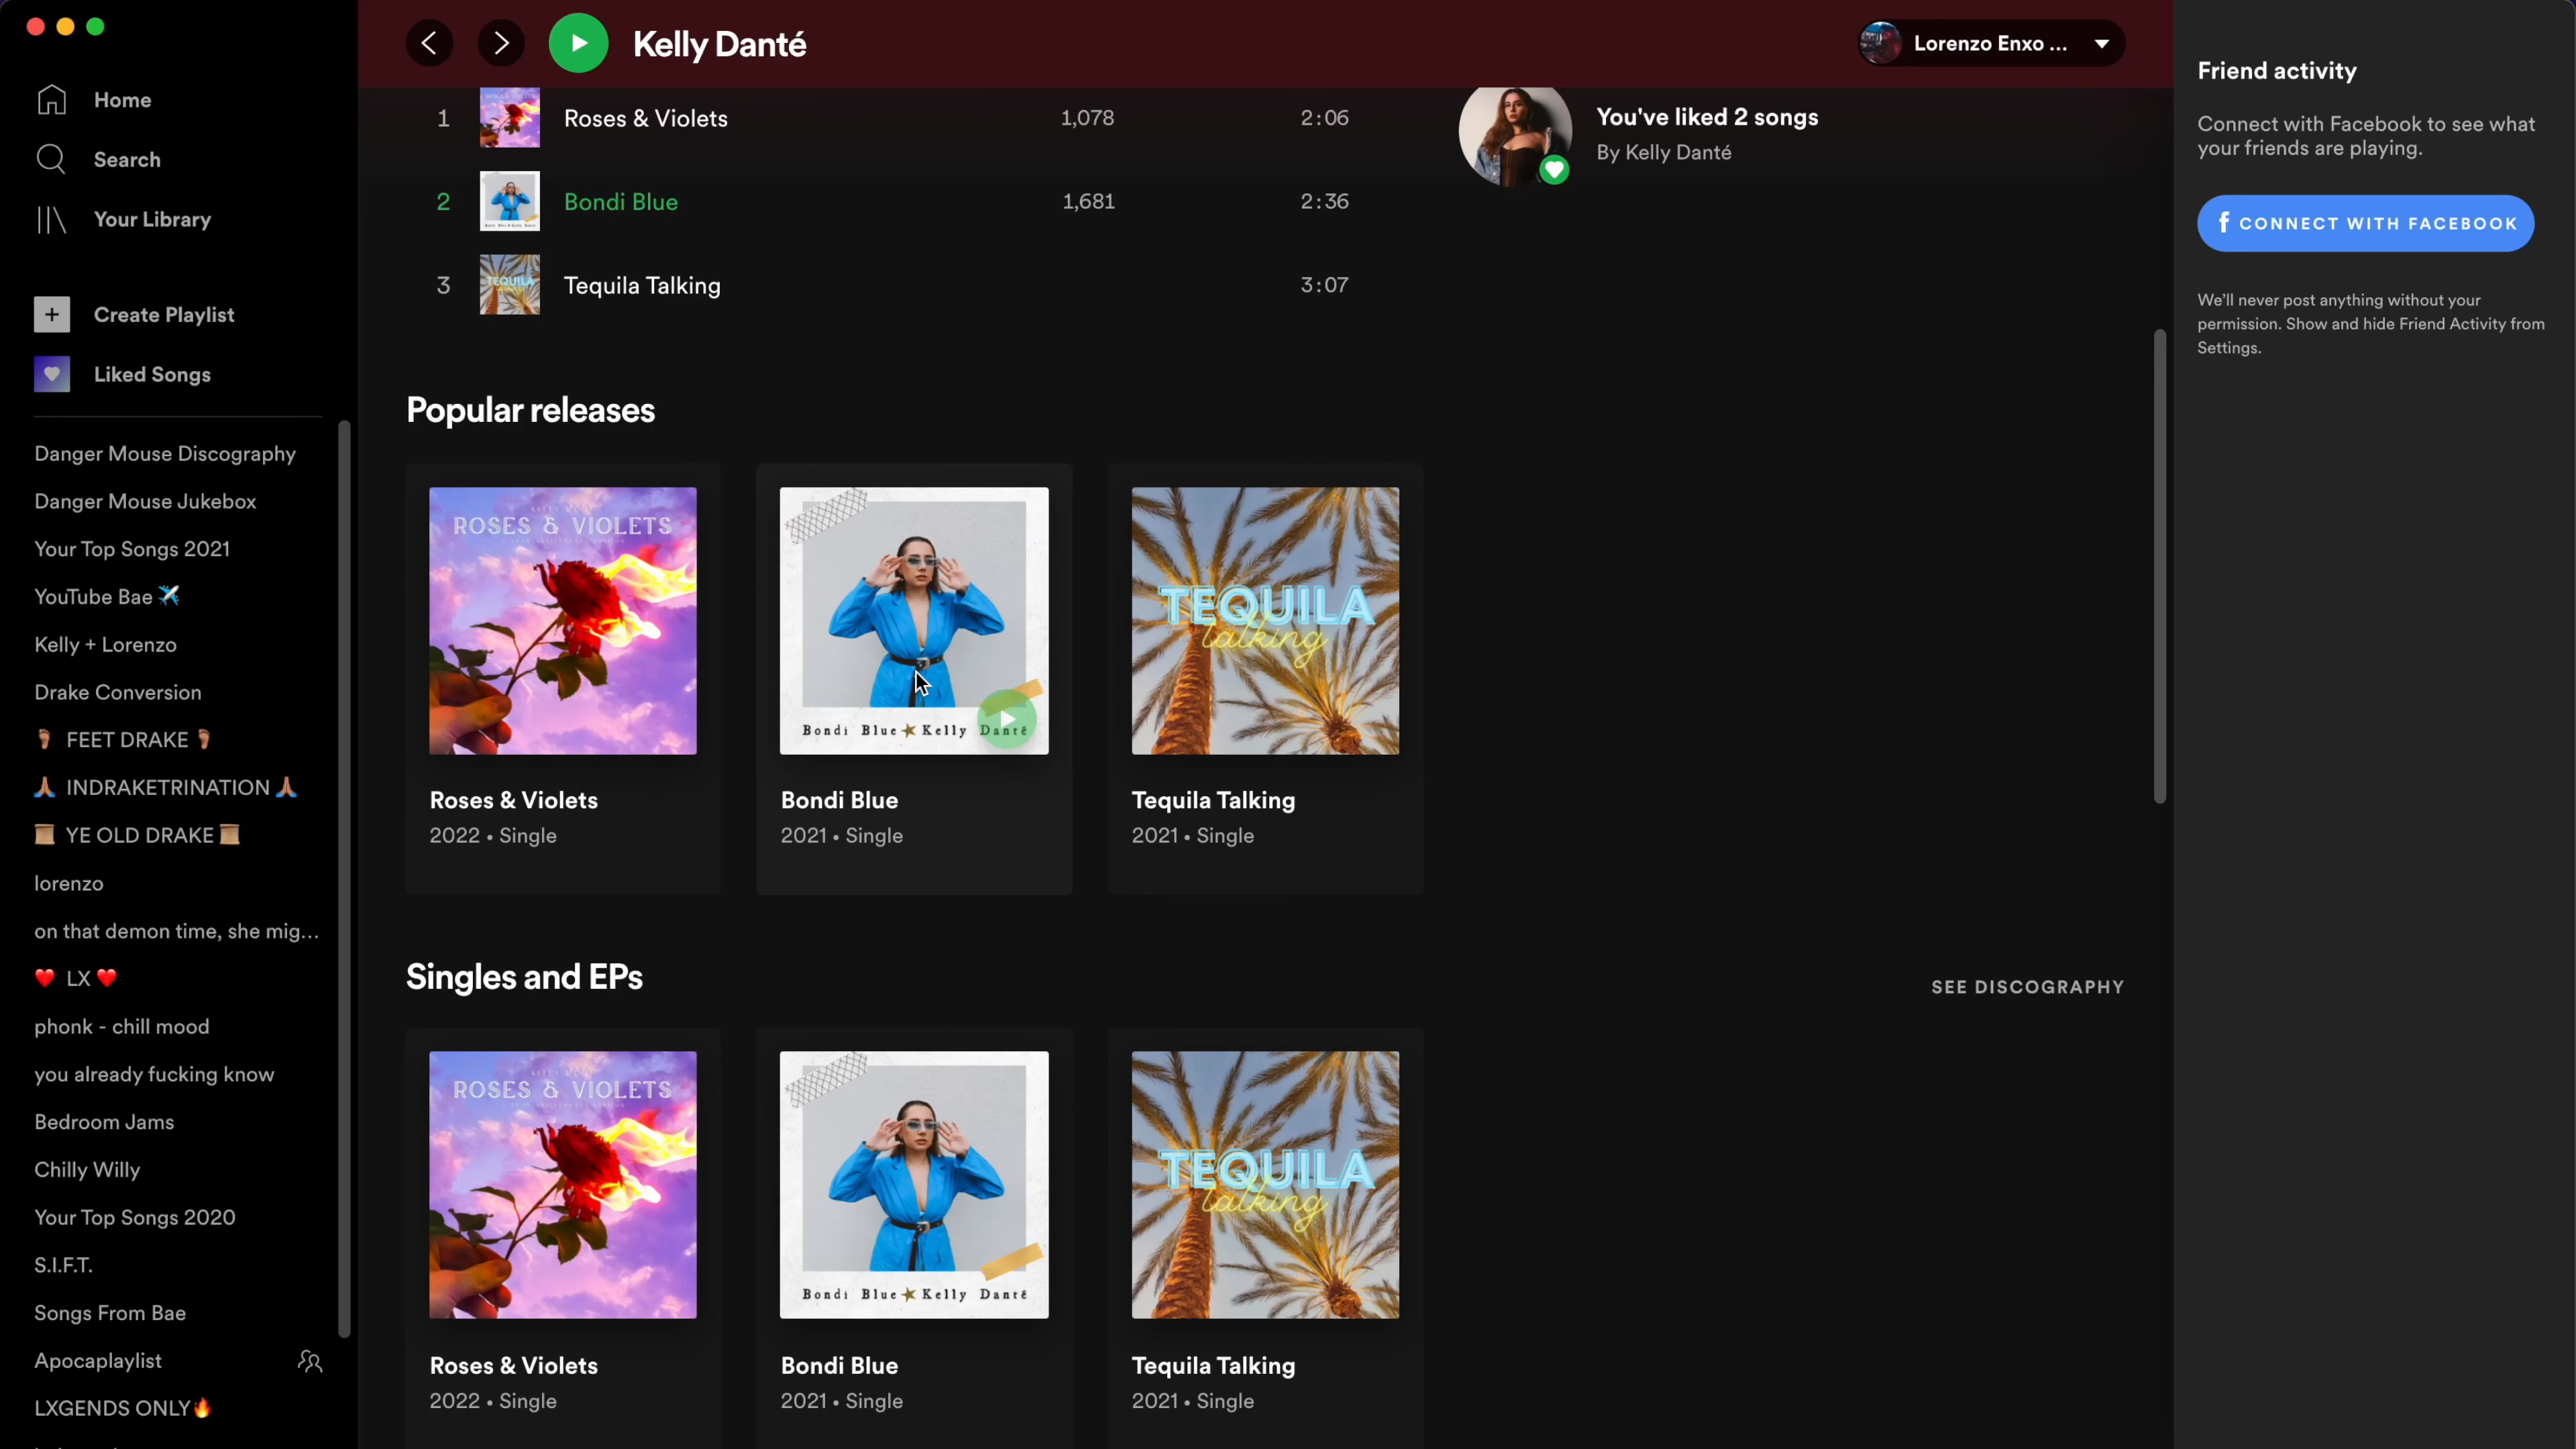 Home
Search
Your Library
Create Playlist
Liked Songs
Danger Mouse Discography
Danger Mouse Jukebox
Your Top Songs 2021
YouTube Bae ✈️
Kelly + Lorenzo
Drake Conversion
🦶🏽 FEET DRAKE 🦶🏽
🙏🏽 INDRAKETRINATION 🙏🏽
📜 YE OLD DRAKE 📜
lorenzo
on that demon time, she mig...
❤️ LX ❤️
phonk - chill mood
you already fucking know
Bedroom Jams
Chilly Willy
Your Top Songs 2020
S.I.F.T.
Songs From Bae
Apocaplaylist
LXGENDS ONLY🔥
Kelly Danté
Lorenzo Enxo ...
1 Roses & Violets 1,078 2:06
2 Bondi Blue 1,681 2:36
3 Tequila Talking 3:07
You've liked 2 songs
By Kelly Danté
Popular releases
ROSES & VIOLETS
Bondi Blue ★ Kelly Danté
TEQUILA
talking
Roses & Violets
2022 • Single
Bondi Blue
2021 • Single
Tequila Talking
2021 • Single
Singles and EPs
SEE DISCOGRAPHY
ROSES & VIOLETS
Bondi Blue ★ Kelly Danté
TEQUILA
talking
Roses & Violets
2022 • Single
Bondi Blue
2021 • Single
Tequila Talking
2021 • Single
Friend activity
Connect with Facebook to see what
your friends are playing.
f CONNECT WITH FACEBOOK
We'll never post anything without your
permission. Show and hide Friend Activity from
Settings.